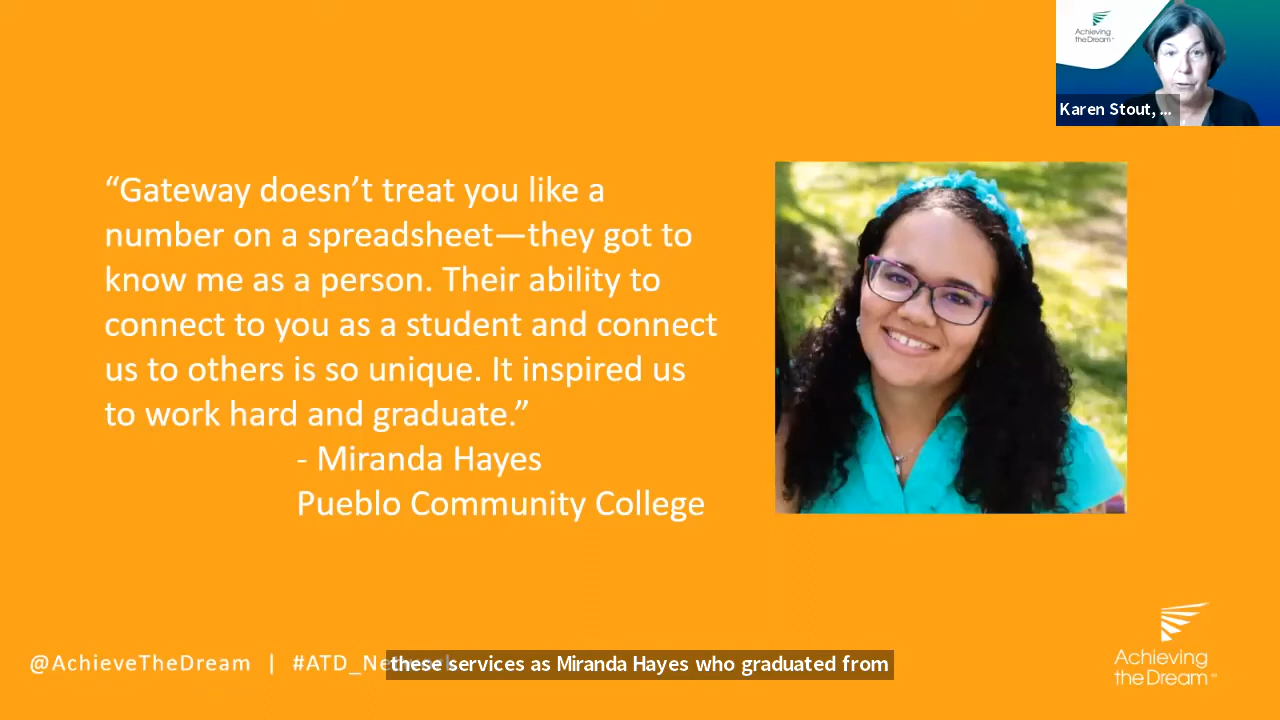 Achieving
the Dream
Karen Stout, ...
“Gateway doesn’t treat you like a
number on a spreadsheet—they got to
know me as a person. Their ability to
connect to you as a student and connect
us to others is so unique. It inspired us
to work hard and graduate.”
- Miranda Hayes
Pueblo Community College
@AchieveTheDream | #ATD_Ne
these services as Miranda Hayes who graduated from
Achieving
the Dream